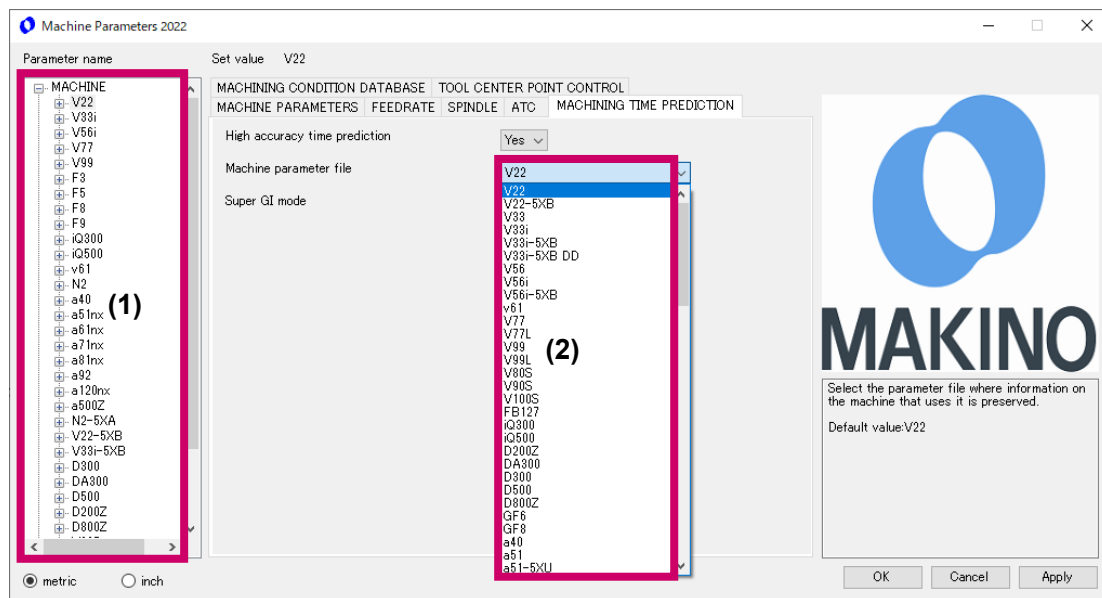 Machine Parameters 2022
Parameter name
Set value V22
MACHINE
V22
V33i
V56i
V77
V99
F3
F5
F8
F9
iQ300
iQ500
v61
N2
a40
a51nx
a61nx
a71nx
a81nx
a92
a120nx
a500Z
N2-5XA
V22-5XB
V33i-5XB
D300
DA300
D500
D200Z
D800Z
(1)
metric
inch
MACHINING CONDITION DATABASE TOOL CENTER POINT CONTROL
MACHINE PARAMETERS FEEDRATE SPINDLE ATC MACHINING TIME PREDICTION
High accuracy time prediction Yes
Machine parameter file V22
Super GI mode
V22
V22-5XB
V33
V33i
V33i-5XB
V33i-5XB DD
V56
V56i
V56i-5XB
v61
V77
V77L
V99
V99L
V80S
V90S
V100S
FB127
iQ300
iQ500
D200Z
DA300
D300
D500
D800Z
GF6
GF8
a40
a51
a51-5XU
(2)
MAKINO
Select the parameter file where information on
the machine that uses it is preserved.
Default value:V22
OK Cancel Apply